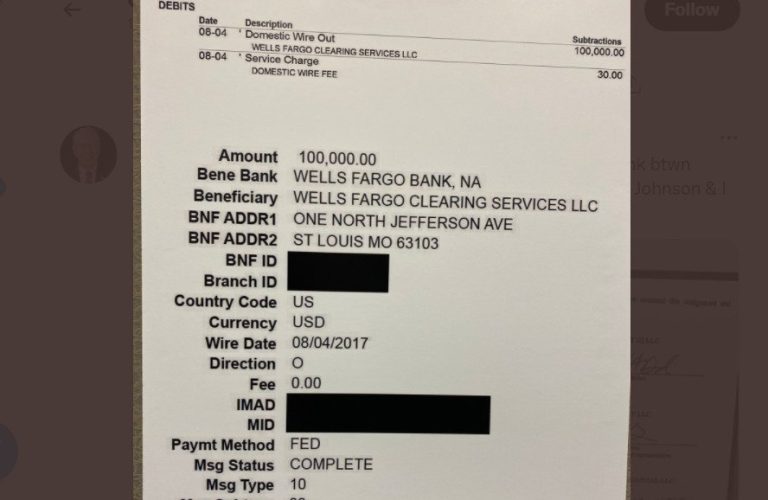 Follow
DEBITS
Date Description Subtractions
08-04 ' Domestic Wire Out 100,000.00
WELLS FARGO CLEARING SERVICES LLC
08-04 ' Service Charge 30.00
DOMESTIC WIRE FEE
Amount 100,000.00
Bene Bank WELLS FARGO BANK, NA
Beneficiary WELLS FARGO CLEARING SERVICES LLC
BNF ADDR1 ONE NORTH JEFFERSON AVE
BNF ADDR2 ST LOUIS MO 63103
BNF ID
Branch ID
Country Code US
Currency USD
Wire Date 08/04/2017
Direction O
Fee 0.00
IMAD
MID
Paymt Method FED
Msg Status COMPLETE
Msg Type 10
btwn
Johnson &